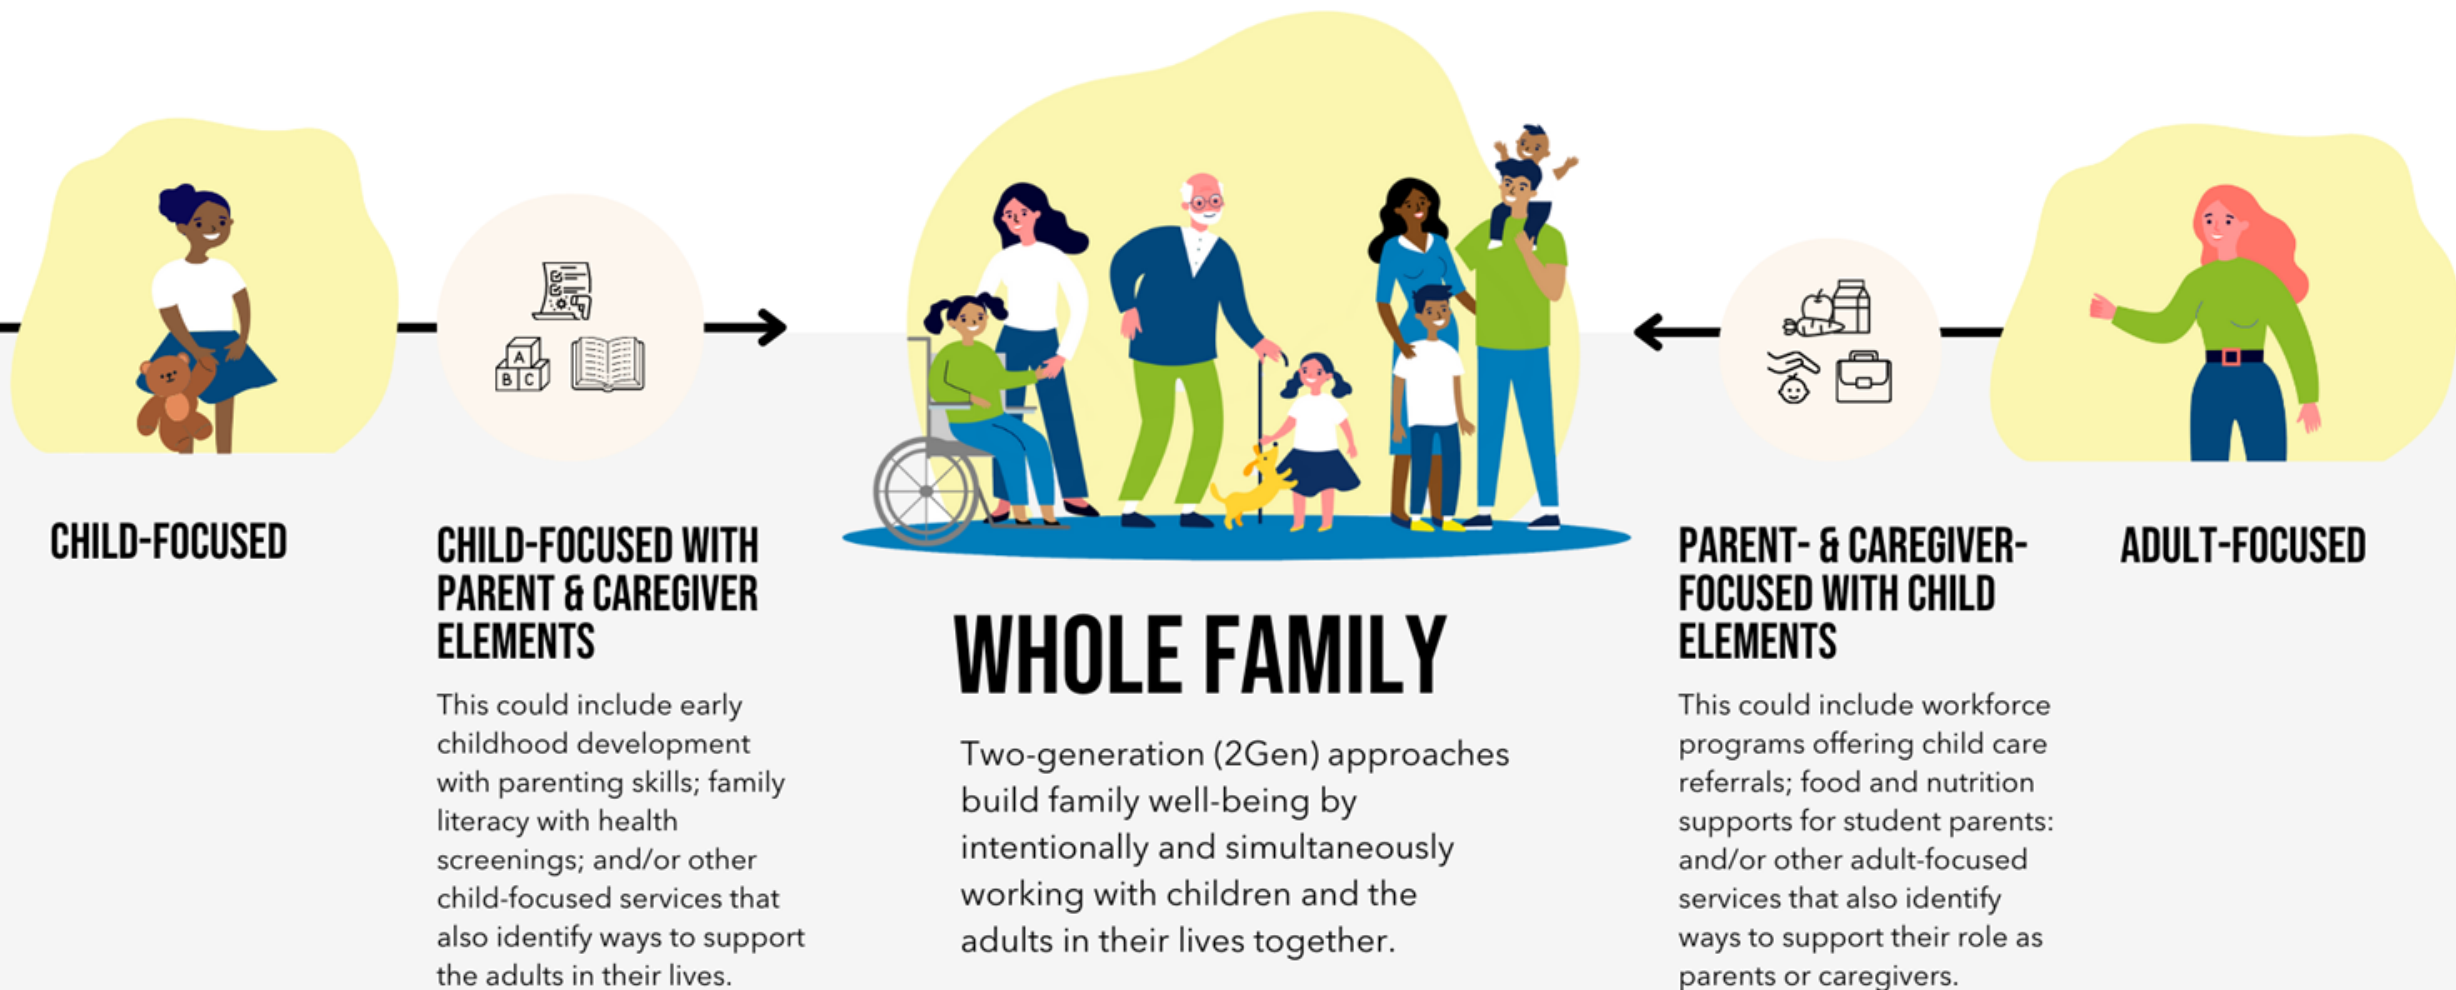 A
B C
CHILD-FOCUSED
CHILD-FOCUSED WITH
PARENT & CAREGIVER
ELEMENTS
This could include early
childhood development
with parenting skills; family
literacy with health
screenings; and/or other
child-focused services that
also identify ways to support
the adults in their lives.
WHOLE FAMILY
Two-generation (2Gen) approaches
build family well-being by
intentionally and simultaneously
working with children and the
adults in their lives together.
PARENT- & CAREGIVER-
FOCUSED WITH CHILD
ELEMENTS
This could include workforce
programs offering child care
referrals; food and nutrition
supports for student parents:
and/or other adult-focused
services that also identify
ways to support their role as
parents or caregivers.
ADULT-FOCUSED